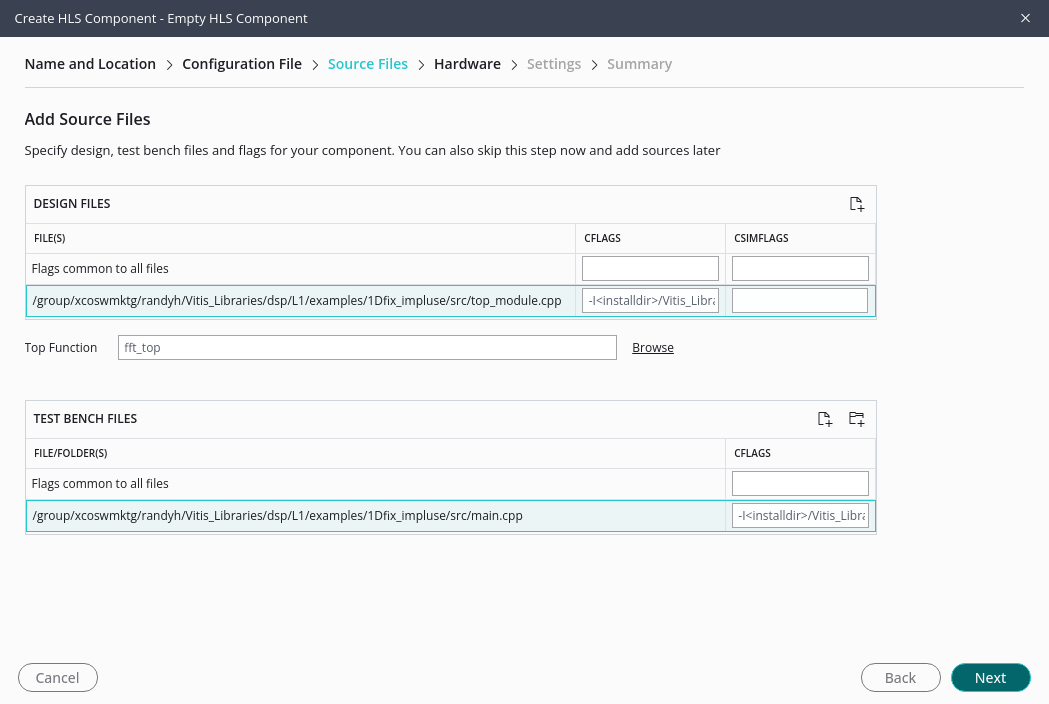 Create HLS Component - Empty HLS Component
Name and Location > Configuration File > Source Files > Hardware > Settings > Summary
Add Source Files
Specify design, test bench files and flags for your component. You can also skip this step now and add sources later
DESIGN FILES
FILE(S) CFLAGS CSIMFLAGS
Flags common to all files
/group/xcoswmktg/randyh/Vitis_Libraries/dsp/L1/examples/1Dfix_impluse/src/top_module.cpp -I<installdir>/Vitis_Libra
Top Function fft_top Browse
TEST BENCH FILES
FILE/FOLDER(S) CFLAGS
Flags common to all files
/group/xcoswmktg/randyh/Vitis_Libraries/dsp/L1/examples/1Dfix_impluse/src/main.cpp -I<installdir>/Vitis_Libra
Cancel Back Next